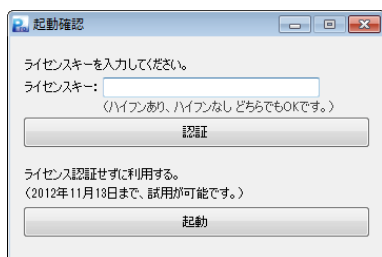 起動確認
ライセンスキーを入力してください。
ライセンスキー:
(ハイフンあり、ハイフンなし どちらでもOKです。)
認証
ライセンス認証せずに利用する。
(2012年11月13日まで、試用が可能です。)
起動